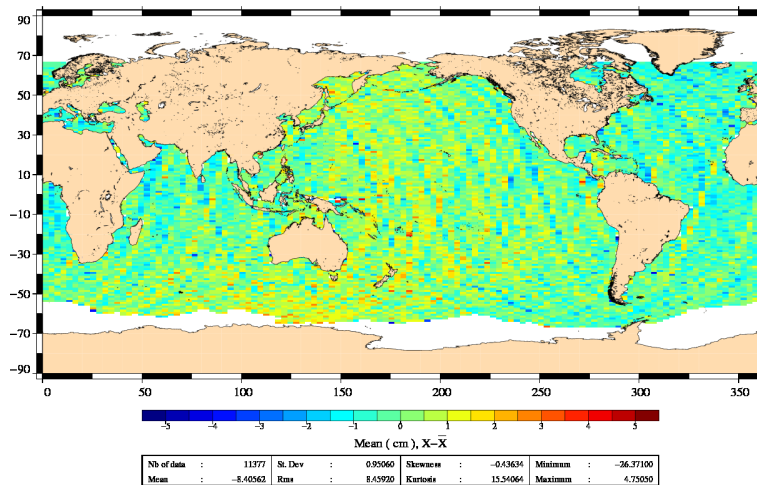 90
70
50
30
10
−10
−30
−50
−70
−90
0 50 100 150 200 250 300 350
−5 −4 −3 −2 −1 0 1 2 3 4 5
Mean ( cm ), X−X̅
Nb of data : 11377 St. Dev : 0.95060 Skewness : −0.43634 Minimum : −26.37100
Mean : −8.40562 Rms : 8.45920 Kurtosis : 15.54064 Maximum : 4.75050